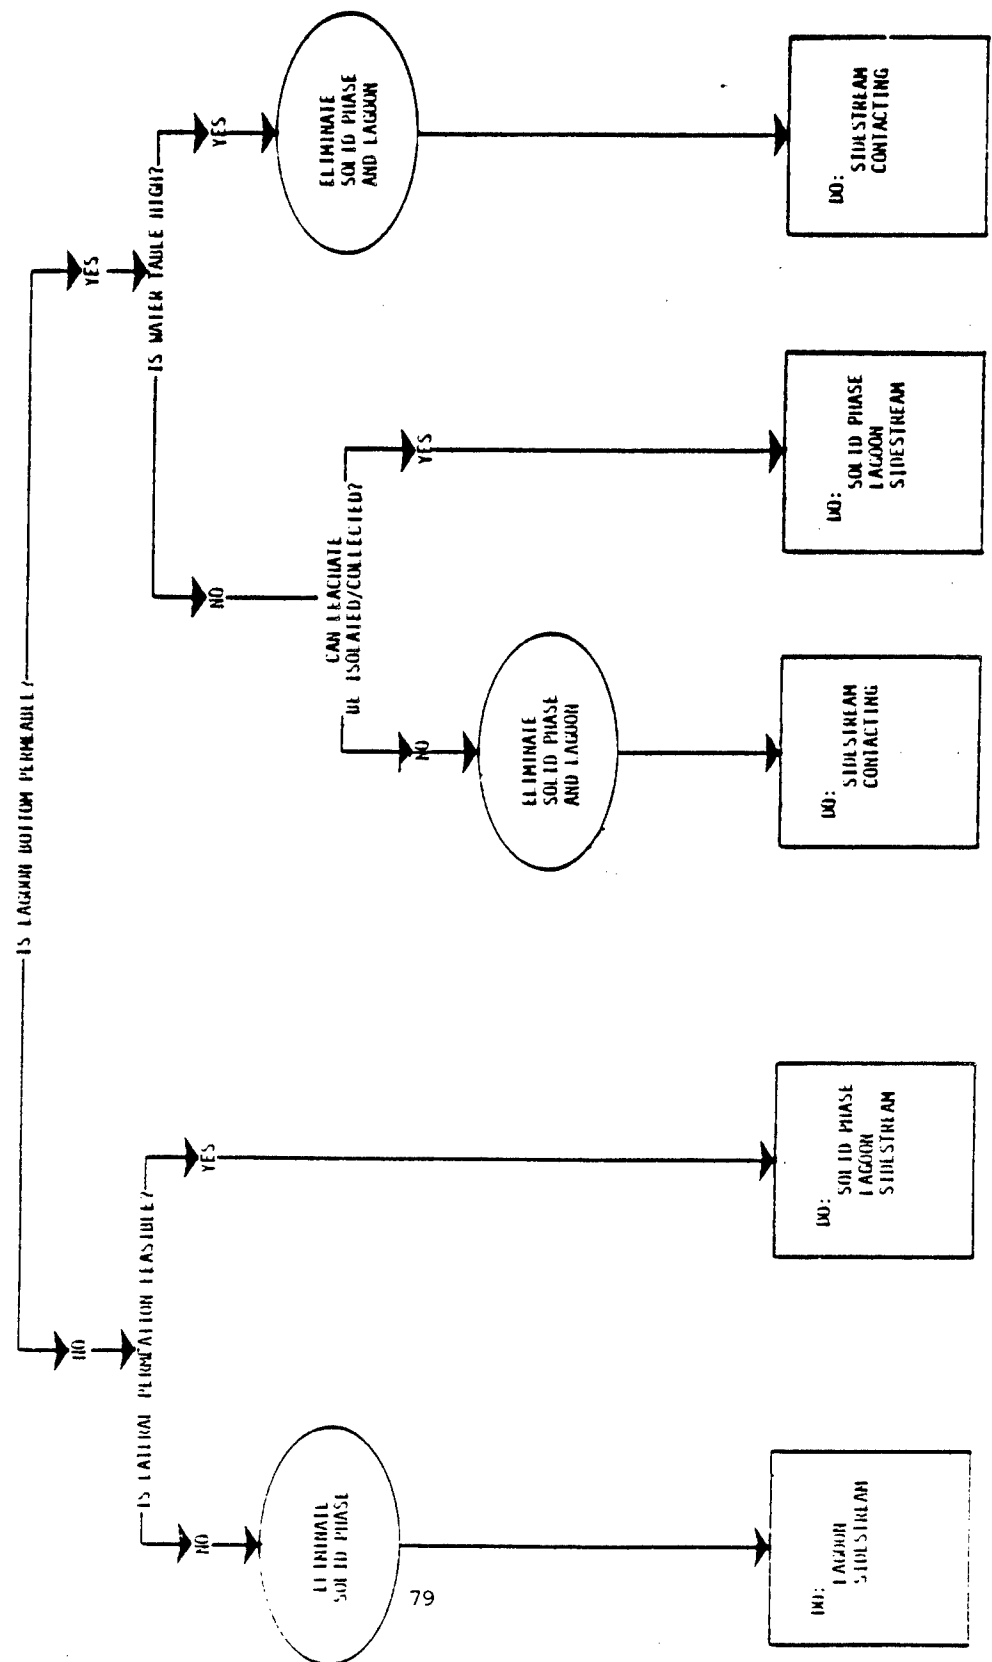 IS LAGOON BOTTOM PERMEABLE?
NO
YES
IS LATERAL PERMEATION FEASIBLE?
IS WATER TABLE HIGH?
NO
YES
NO
YES
ELIMINATE
SOLID PHASE
CAN LEACHATE
BE ISOLATED/COLLECTED?
ELIMINATE
SOLID PHASE
AND LAGOON
NO
YES
ELIMINATE
SOLID PHASE
AND LAGOON
DO:
LAGOON
SIDESTREAM
DO:
SOLID PHASE
LAGOON
SIDESTREAM
DO:
SIDESTREAM
CONTACTING
DO:
SOLID PHASE
LAGOON
SIDESTREAM
DO:
SIDESTREAM
CONTACTING
79